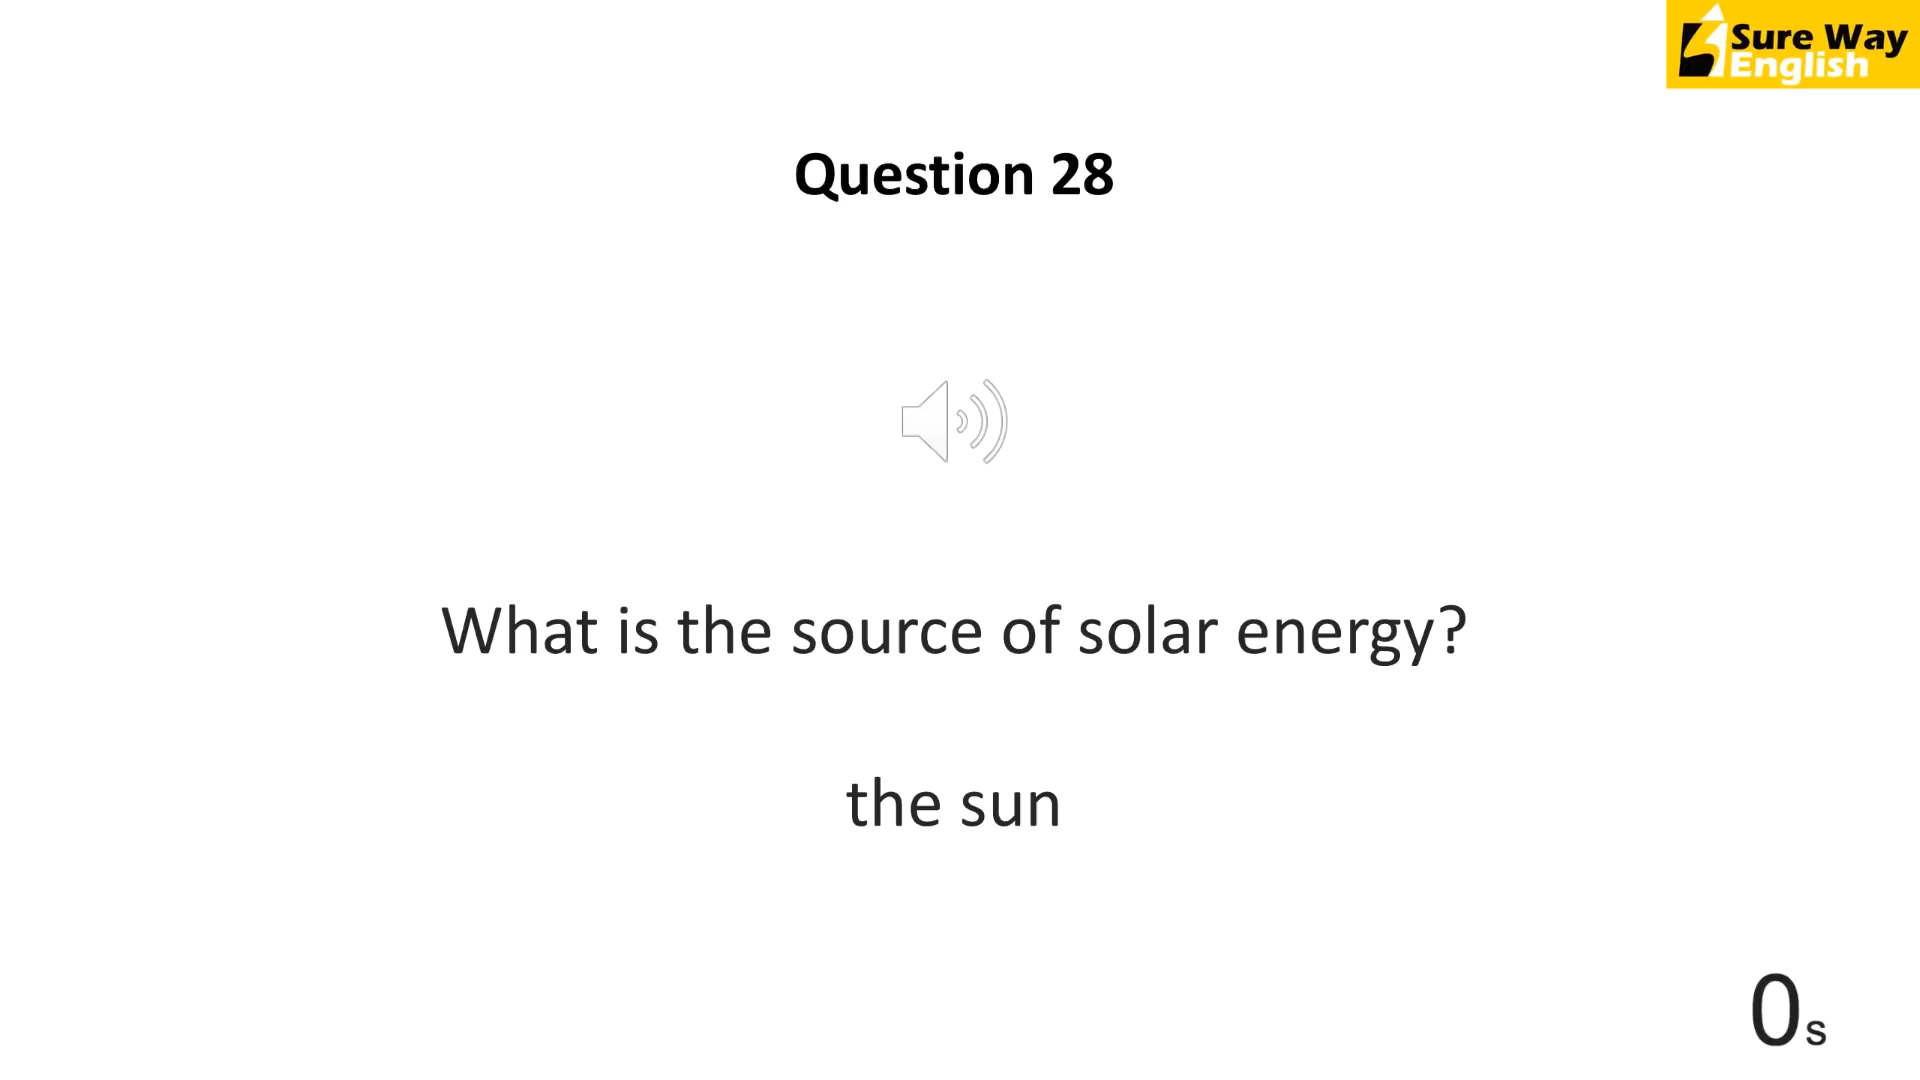 Sure Way
English
Question 28
What is the source of solar energy?
the sun
0s